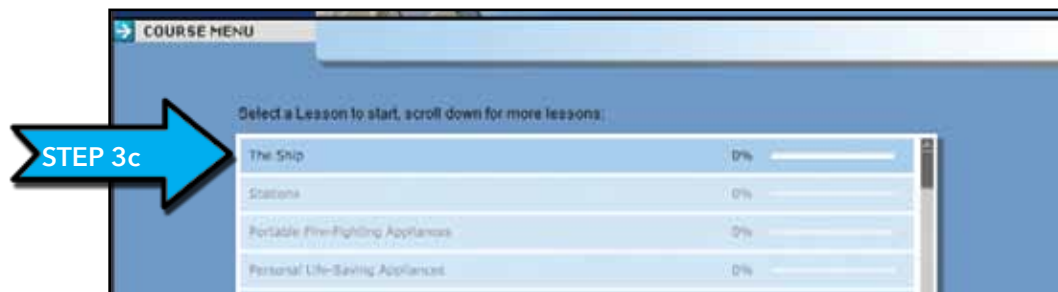 COURSE MENU
Select a Lesson to start, scroll down for more lessons:
STEP 3c
The Ship 0%
Stations 0%
Portable Fire-Fighting Appliances 0%
Personal Life-Saving Appliances 0%